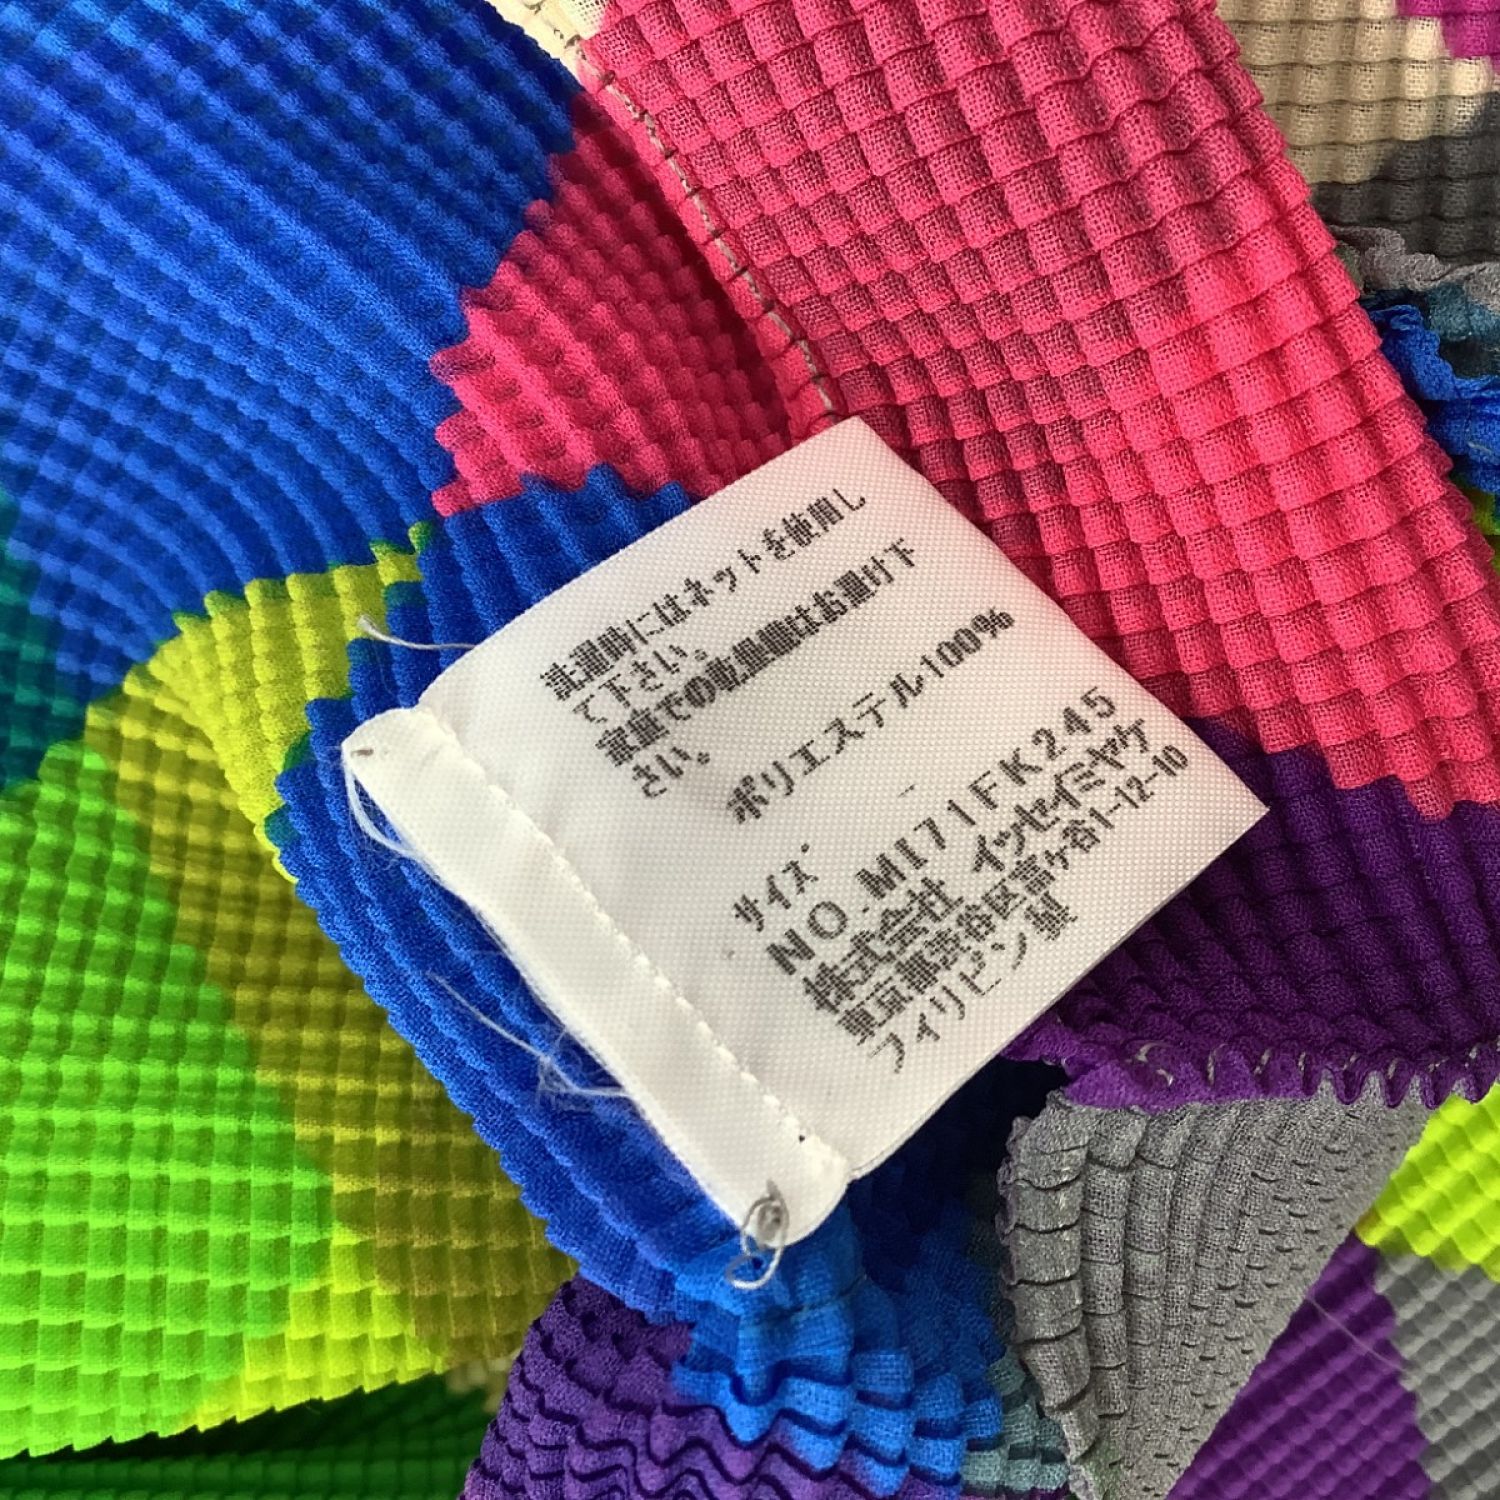 洗濯時にはネットを使用し
て下さい。
家庭での乾燥機はお避け下
さい。
ポリエステル100%
サイズ
NO.MI71FK245
株式会社 イッセイミヤケ
東京都渋谷区富ヶ谷1-12-10
フィリピン製